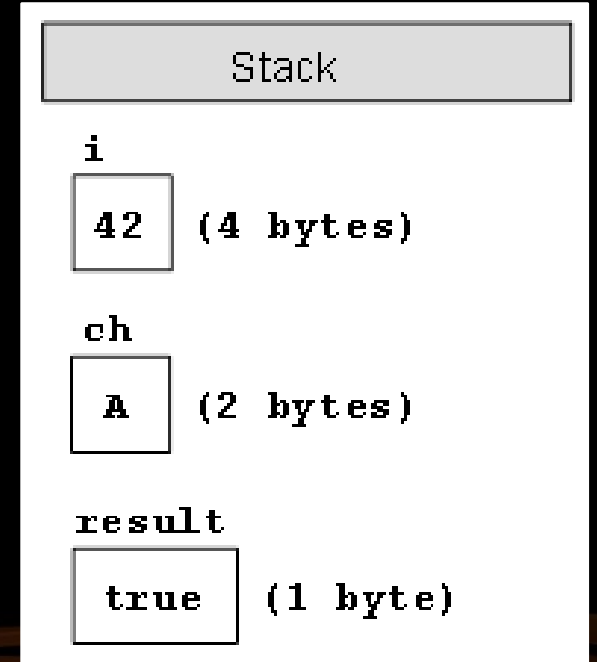 Stack
i
42 (4 bytes)
ch
A (2 bytes)
result
true (1 byte)